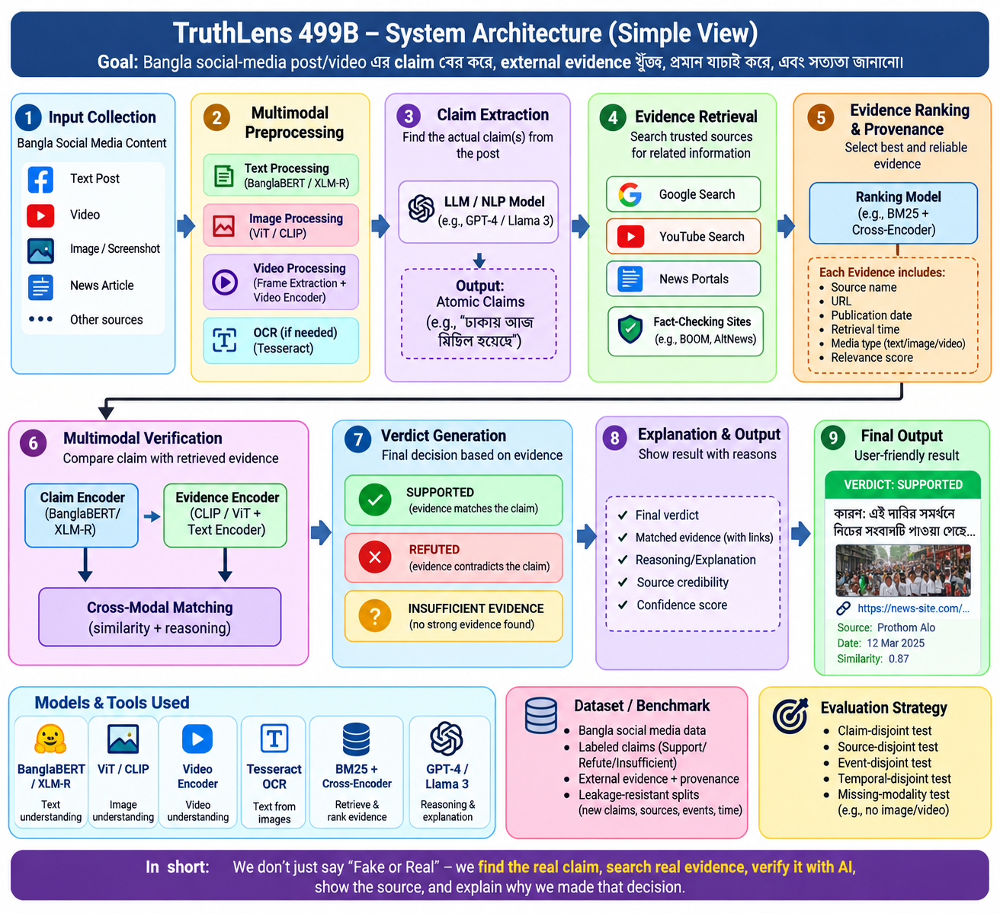 TruthLens 499B – System Architecture (Simple View)
Goal: Bangla social-media post/video এর claim বের করে, external evidence খুঁজে, প্রমান যাচাই করে, এবং সত্যতা জানানো।
1 Input Collection
Bangla Social Media Content
Text Post
Video
Image / Screenshot
News Article
Other sources
2 Multimodal
Preprocessing
Text Processing
(BanglaBERT / XLM-R)
Image Processing
(ViT / CLIP)
Video Processing
(Frame Extraction +
Video Encoder)
OCR (if needed)
(Tesseract)
3 Claim Extraction
Find the actual claim(s) from
the post
LLM / NLP Model
(e.g., GPT-4 / Llama 3)
Output:
Atomic Claims
(e.g., “ঢাকায় আজ
মিছিল হয়েছে”)
4 Evidence Retrieval
Search trusted sources
for related information
Google Search
YouTube Search
News Portals
Fact-Checking Sites
(e.g., BOOM, AltNews)
5 Evidence Ranking
& Provenance
Select best and reliable
evidence
Ranking Model
(e.g., BM25 +
Cross-Encoder)
Each Evidence includes:
• Source name
• URL
• Publication date
• Retrieval time
• Media type (text/image/video)
• Relevance score
6 Multimodal Verification
Compare claim with retrieved evidence
Claim Encoder
(BanglaBERT/
XLM-R)
Evidence Encoder
(CLIP / ViT +
Text Encoder)
Cross-Modal Matching
(similarity + reasoning)
7 Verdict Generation
Final decision based on evidence
SUPPORTED
(evidence matches the claim)
REFUTED
(evidence contradicts the claim)
?
INSUFFICIENT EVIDENCE
(no strong evidence found)
8 Explanation & Output
Show result with reasons
Final verdict
Matched evidence (with links)
Reasoning/Explanation
Source credibility
Confidence score
9 Final Output
User-friendly result
VERDICT: SUPPORTED
কারন: এই দাবির সমর্থনে
নিচের সংবাদটি পাওয়া গেছে...
https://news-site.com/...
Source: Prothom Alo
Date: 12 Mar 2025
Similarity: 0.87
Models & Tools Used
BanglaBERT
/ XLM-R
Text
understanding
ViT / CLIP
Image
understanding
Video
Encoder
Video
understanding
T
Tesseract
OCR
Text from
images
BM25 +
Cross-Encoder
Retrieve &
rank evidence
GPT-4 /
Llama 3
Reasoning &
explanation
Dataset / Benchmark
• Bangla social media data
• Labeled claims (Support/
Refute/Insufficient)
• External evidence + provenance
• Leakage-resistant splits
(new claims, sources, events, time)
Evaluation Strategy
• Claim-disjoint test
• Source-disjoint test
• Event-disjoint test
• Temporal-disjoint test
• Missing-modality test
(e.g., no image/video)
In short: We don’t just say “Fake or Real” – we find the real claim, search real evidence, verify it with AI,
show the source, and explain why we made that decision.